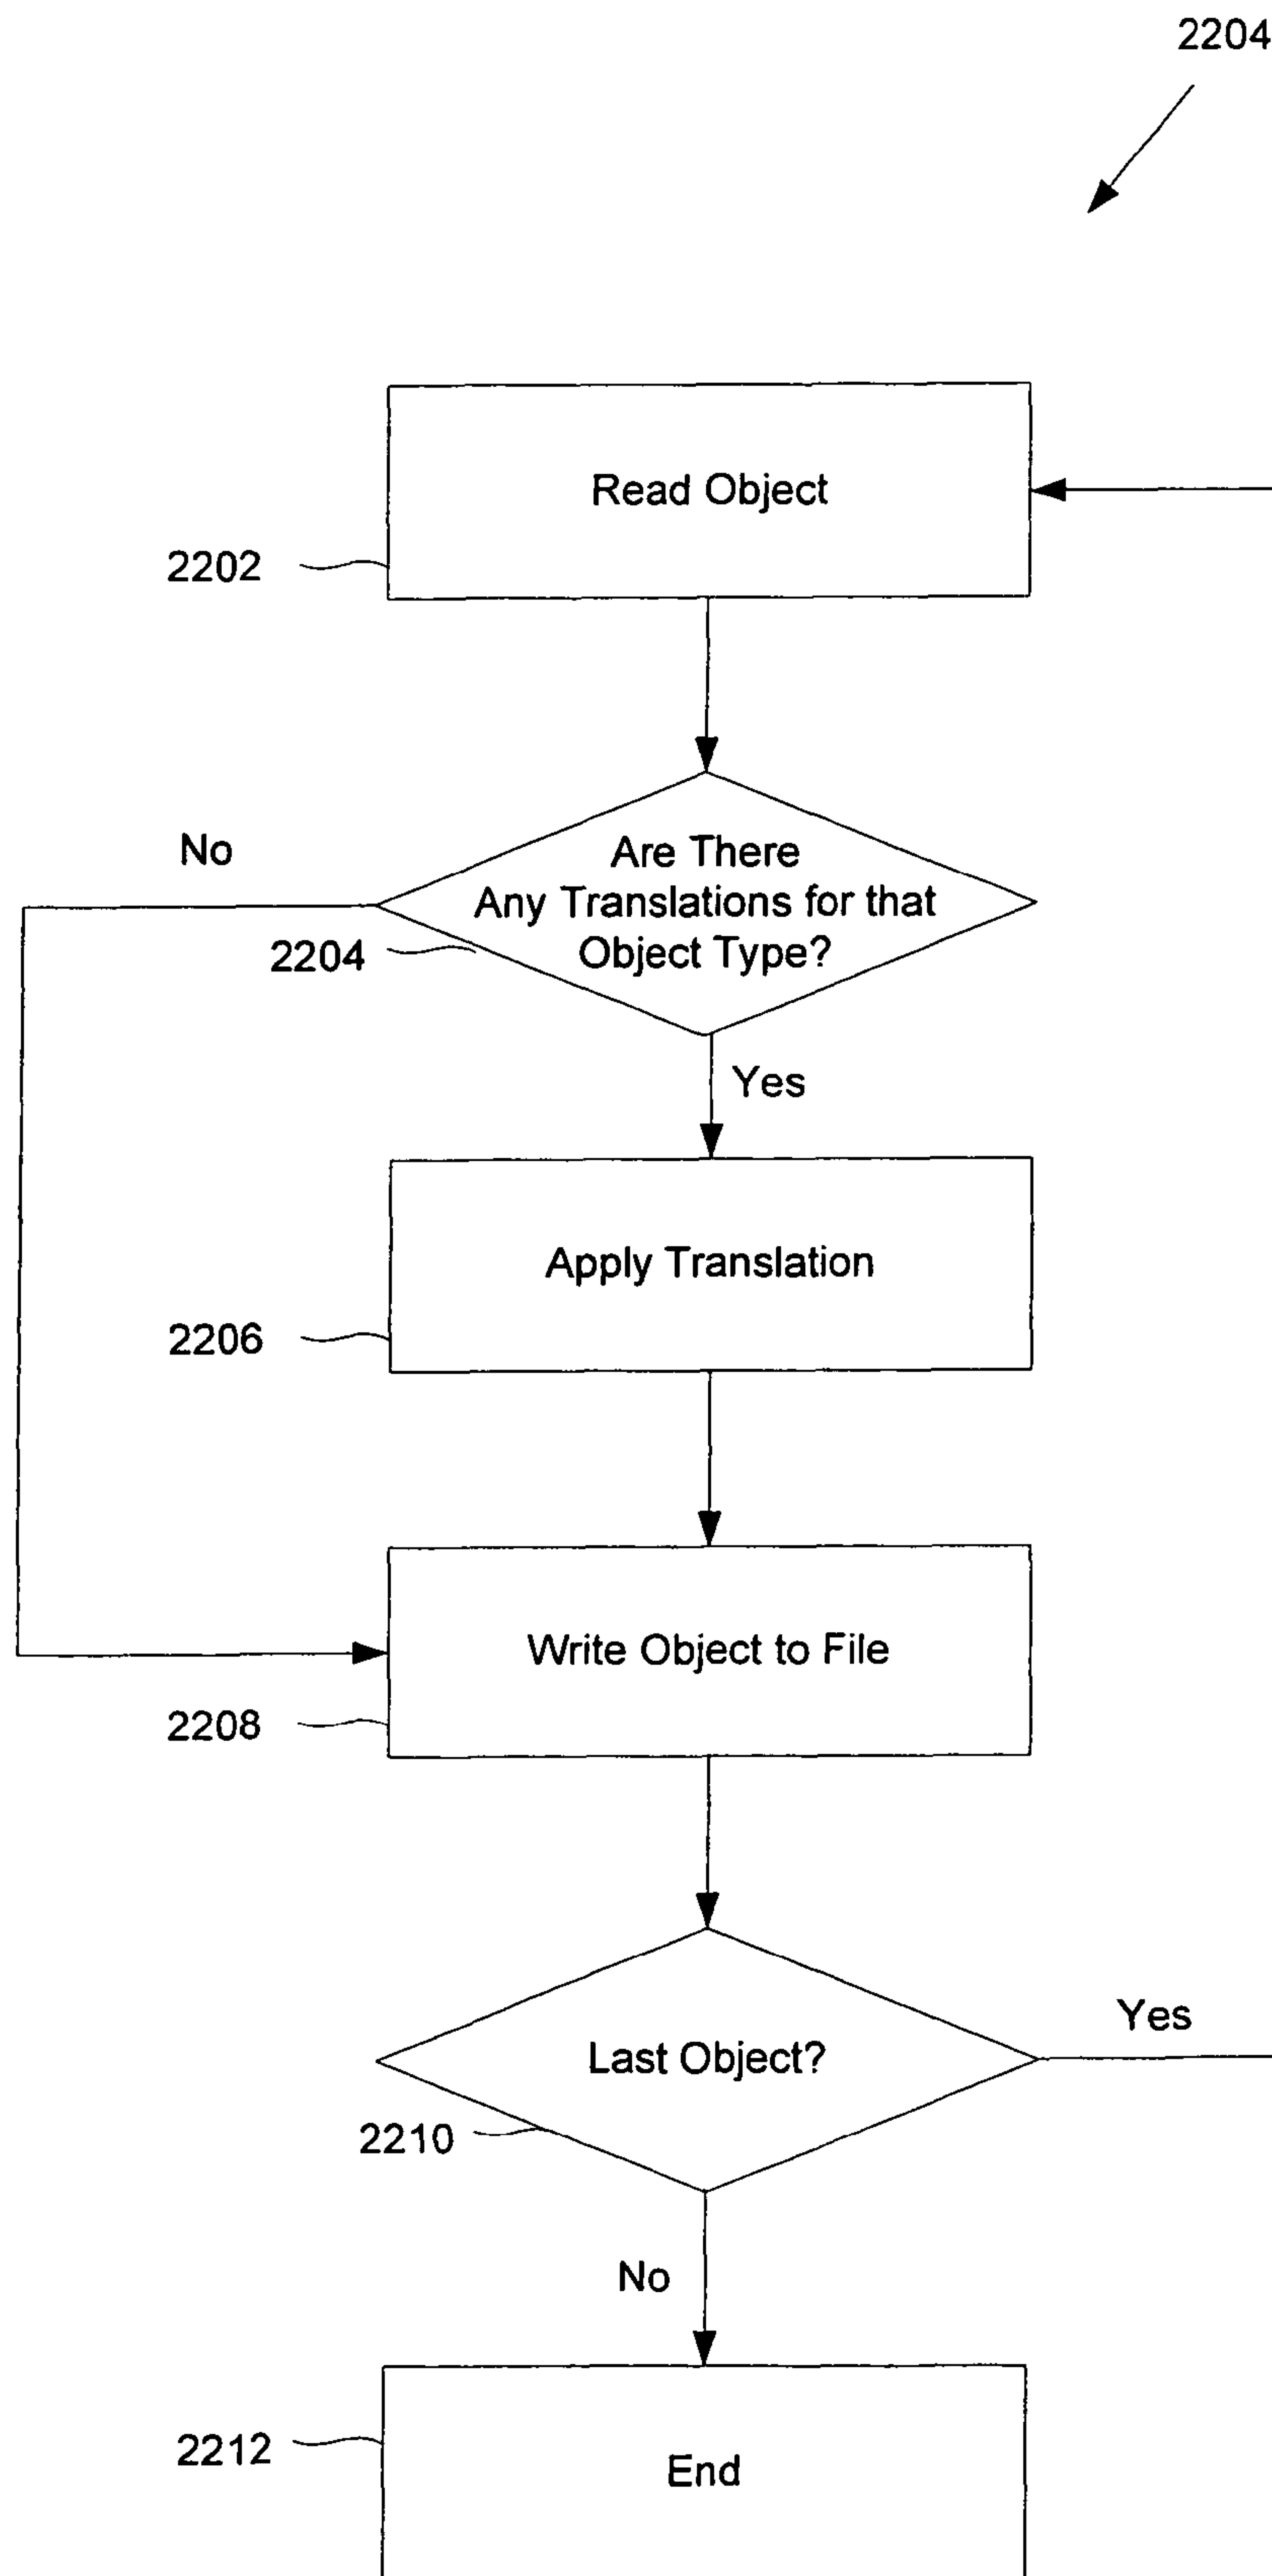 2204
Read Object
2202
No
Are There
Any Translations for that
Object Type?
2204
Yes
Apply Translation
2206
Write Object to File
2208
Yes
Last Object?
2210
No
2212
End